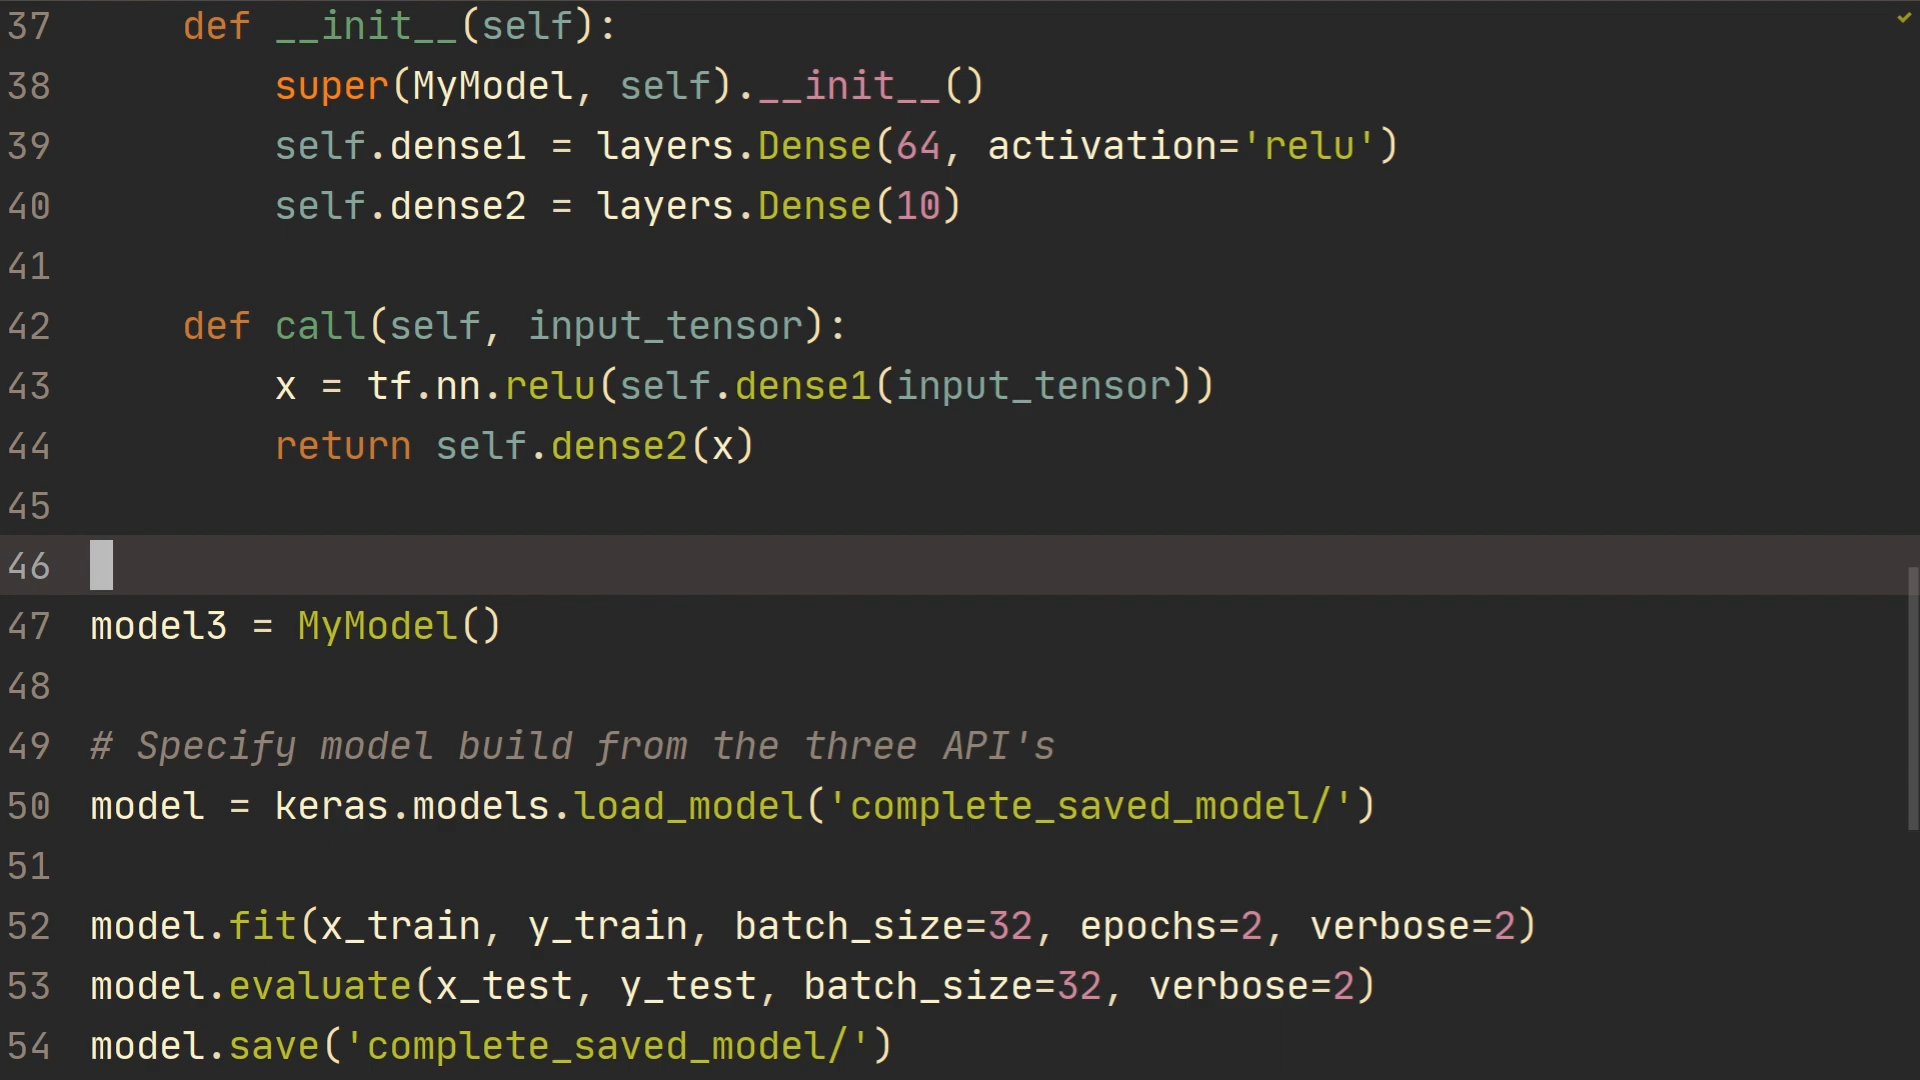 37 def __init__(self):
38 super(MyModel, self).__init__()
39 self.dense1 = layers.Dense(64, activation='relu')
40 self.dense2 = layers.Dense(10)
41
42 def call(self, input_tensor):
43 x = tf.nn.relu(self.dense1(input_tensor))
44 return self.dense2(x)
45
46
47 model3 = MyModel()
48
49 # Specify model build from the three API's
50 model = keras.models.load_model('complete_saved_model/')
51
52 model.fit(x_train, y_train, batch_size=32, epochs=2, verbose=2)
53 model.evaluate(x_test, y_test, batch_size=32, verbose=2)
54 model.save('complete_saved_model/')